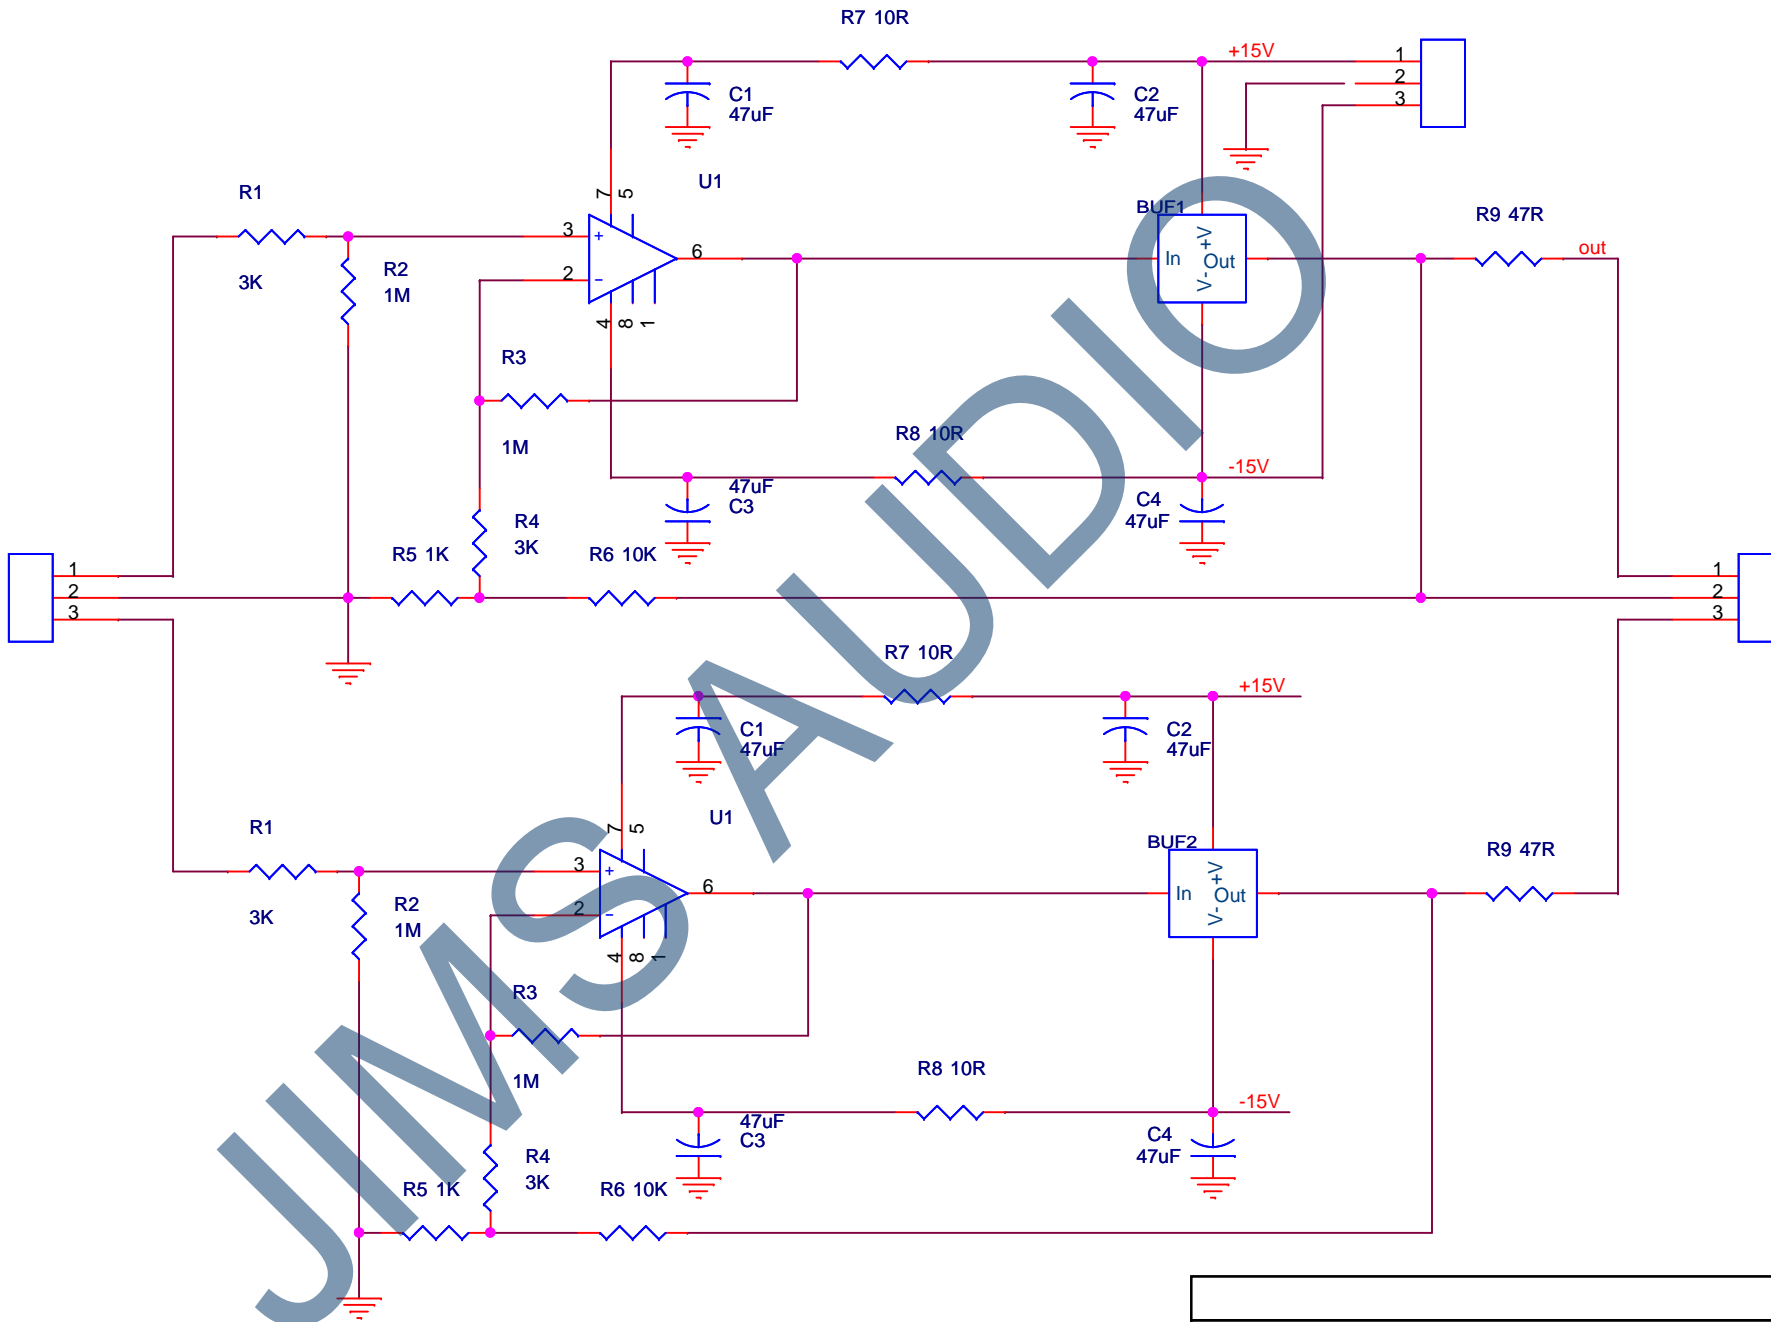 R7 10R
+15V
1
2
3
C1
47uF
C2
47uF
U1
R1
3K
7
5
3
+
2
-
6
4
8
1
R2
1M
BUF1
In
+V
Out
V-
R9 47R
out
R3
1M
R8 10R
-15V
47uF
C3
C4
47uF
R4
3K
R5 1K
R6 10K
1
2
3
1
2
3
R7 10R
+15V
C1
47uF
C2
47uF
U1
R1
3K
7
5
3
+
2
-
6
4
8
1
R2
1M
BUF2
In
+V
Out
V-
R9 47R
R3
1M
R8 10R
-15V
47uF
C3
C4
47uF
R4
3K
R5 1K
R6 10K
JIMS AUDIO